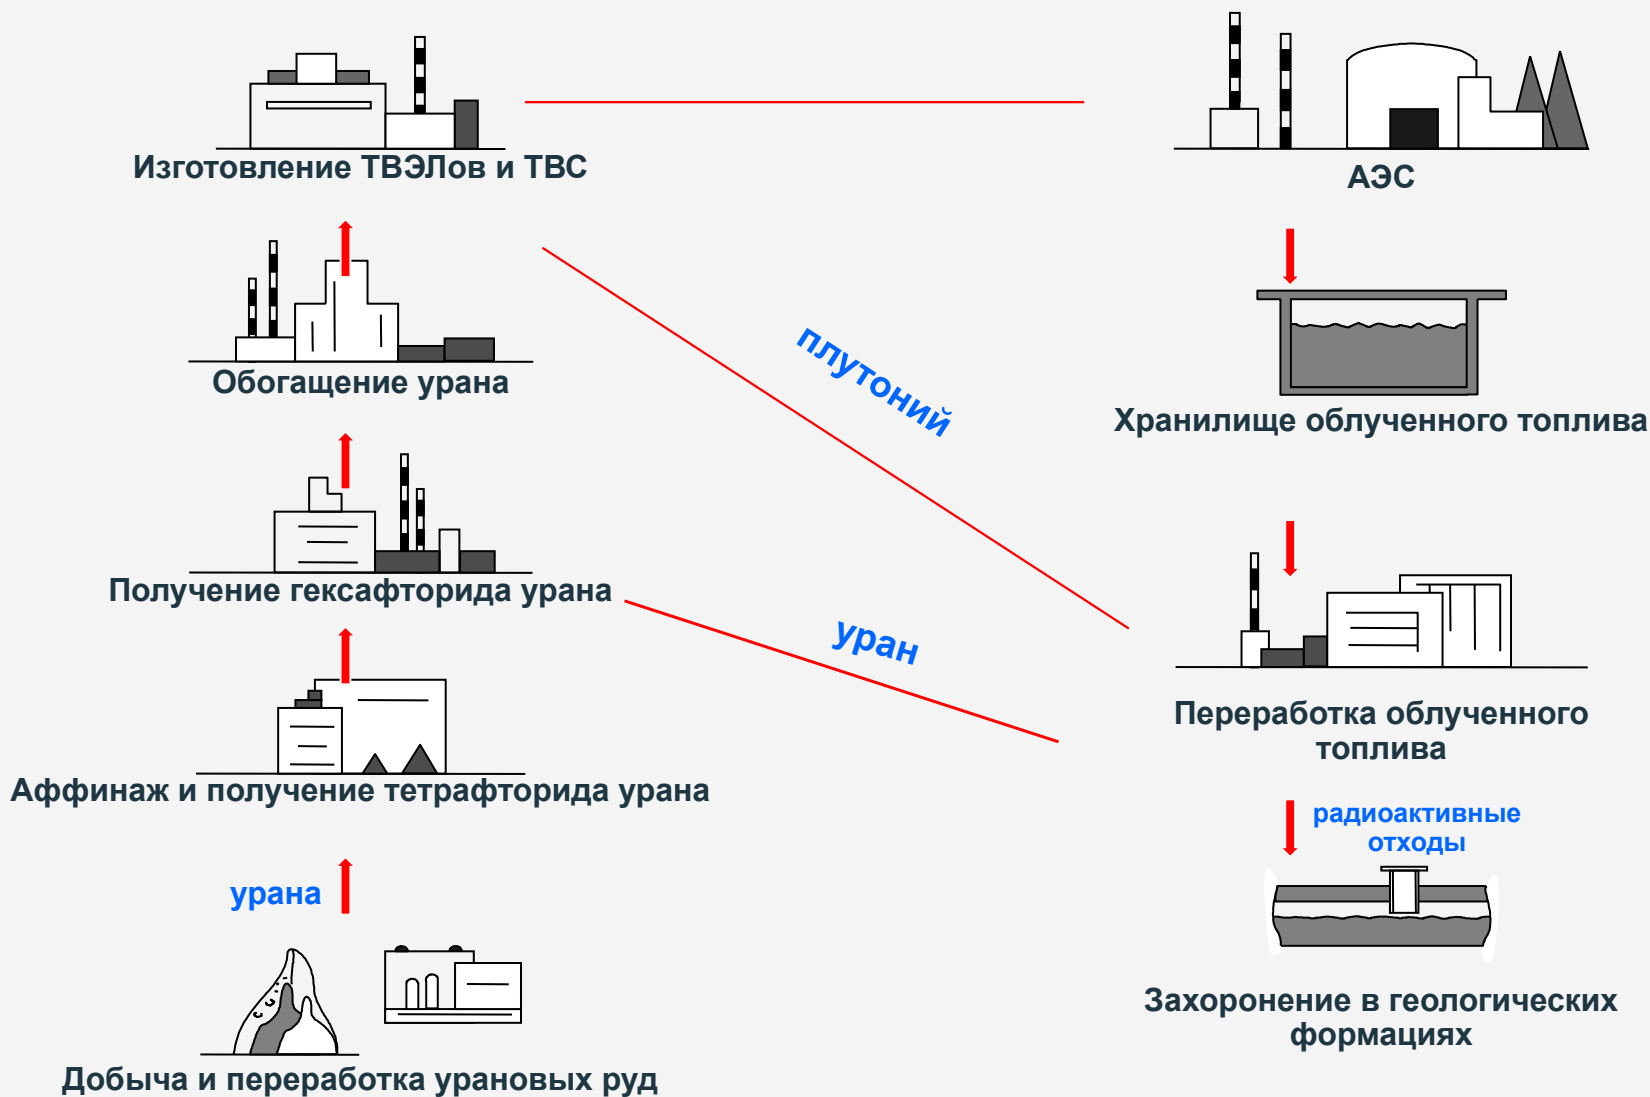 Изготовление ТВЭЛов и ТВС
АЭС
Обогащение урана
плутоний
Хранилище облученного топлива
Получение гексафторида урана
уран
Переработка облученного
топлива
Аффинаж и получение тетрафторида урана
радиоактивные
отходы
урана
Захоронение в геологических
формациях
Добыча и переработка урановых руд